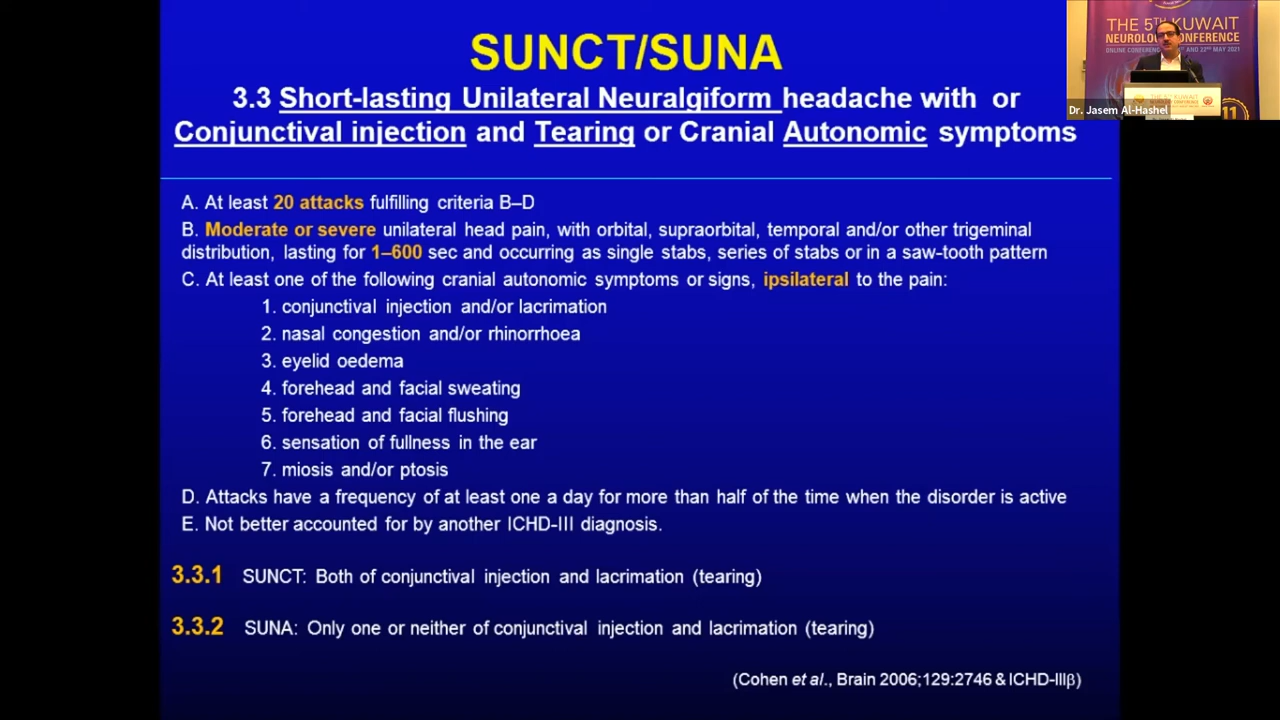 SUNCT/SUNA
3.3 Short-lasting Unilateral Neuralgiform headache with or
Conjunctival injection and Tearing or Cranial Autonomic symptoms
A. At least 20 attacks fulfilling criteria B–D
B. Moderate or severe unilateral head pain, with orbital, supraorbital, temporal and/or other trigeminal
distribution, lasting for 1–600 sec and occurring as single stabs, series of stabs or in a saw-tooth pattern
C. At least one of the following cranial autonomic symptoms or signs, ipsilateral to the pain:
1. conjunctival injection and/or lacrimation
2. nasal congestion and/or rhinorrhoea
3. eyelid oedema
4. forehead and facial sweating
5. forehead and facial flushing
6. sensation of fullness in the ear
7. miosis and/or ptosis
D. Attacks have a frequency of at least one a day for more than half of the time when the disorder is active
E. Not better accounted for by another ICHD-III diagnosis.
3.3.1 SUNCT: Both of conjunctival injection and lacrimation (tearing)
3.3.2 SUNA: Only one or neither of conjunctival injection and lacrimation (tearing)
(Cohen et al., Brain 2006;129:2746 & ICHD-IIIβ)
THE 5TH KUWAIT
NEUROLOGY CONFERENCE
22ND MAY 2021
Dr. Jasem Al-Hashel
11